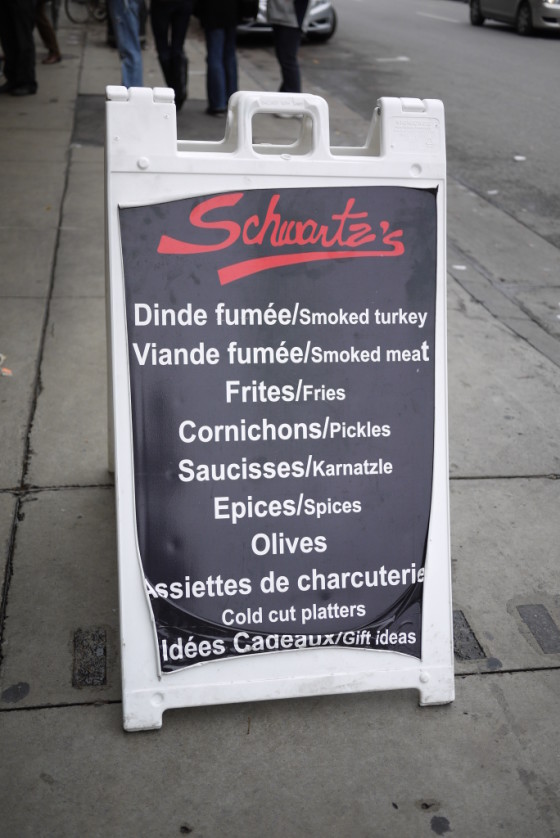 Schwartz's
Dinde fumée/Smoked turkey
Viande fumée/Smoked meat
Frites/Fries
Cornichons/Pickles
Saucisses/Karnatzle
Epices/Spices
Olives
Assiettes de charcuterie
Cold cut platters
Idées Cadeaux/Gift ideas